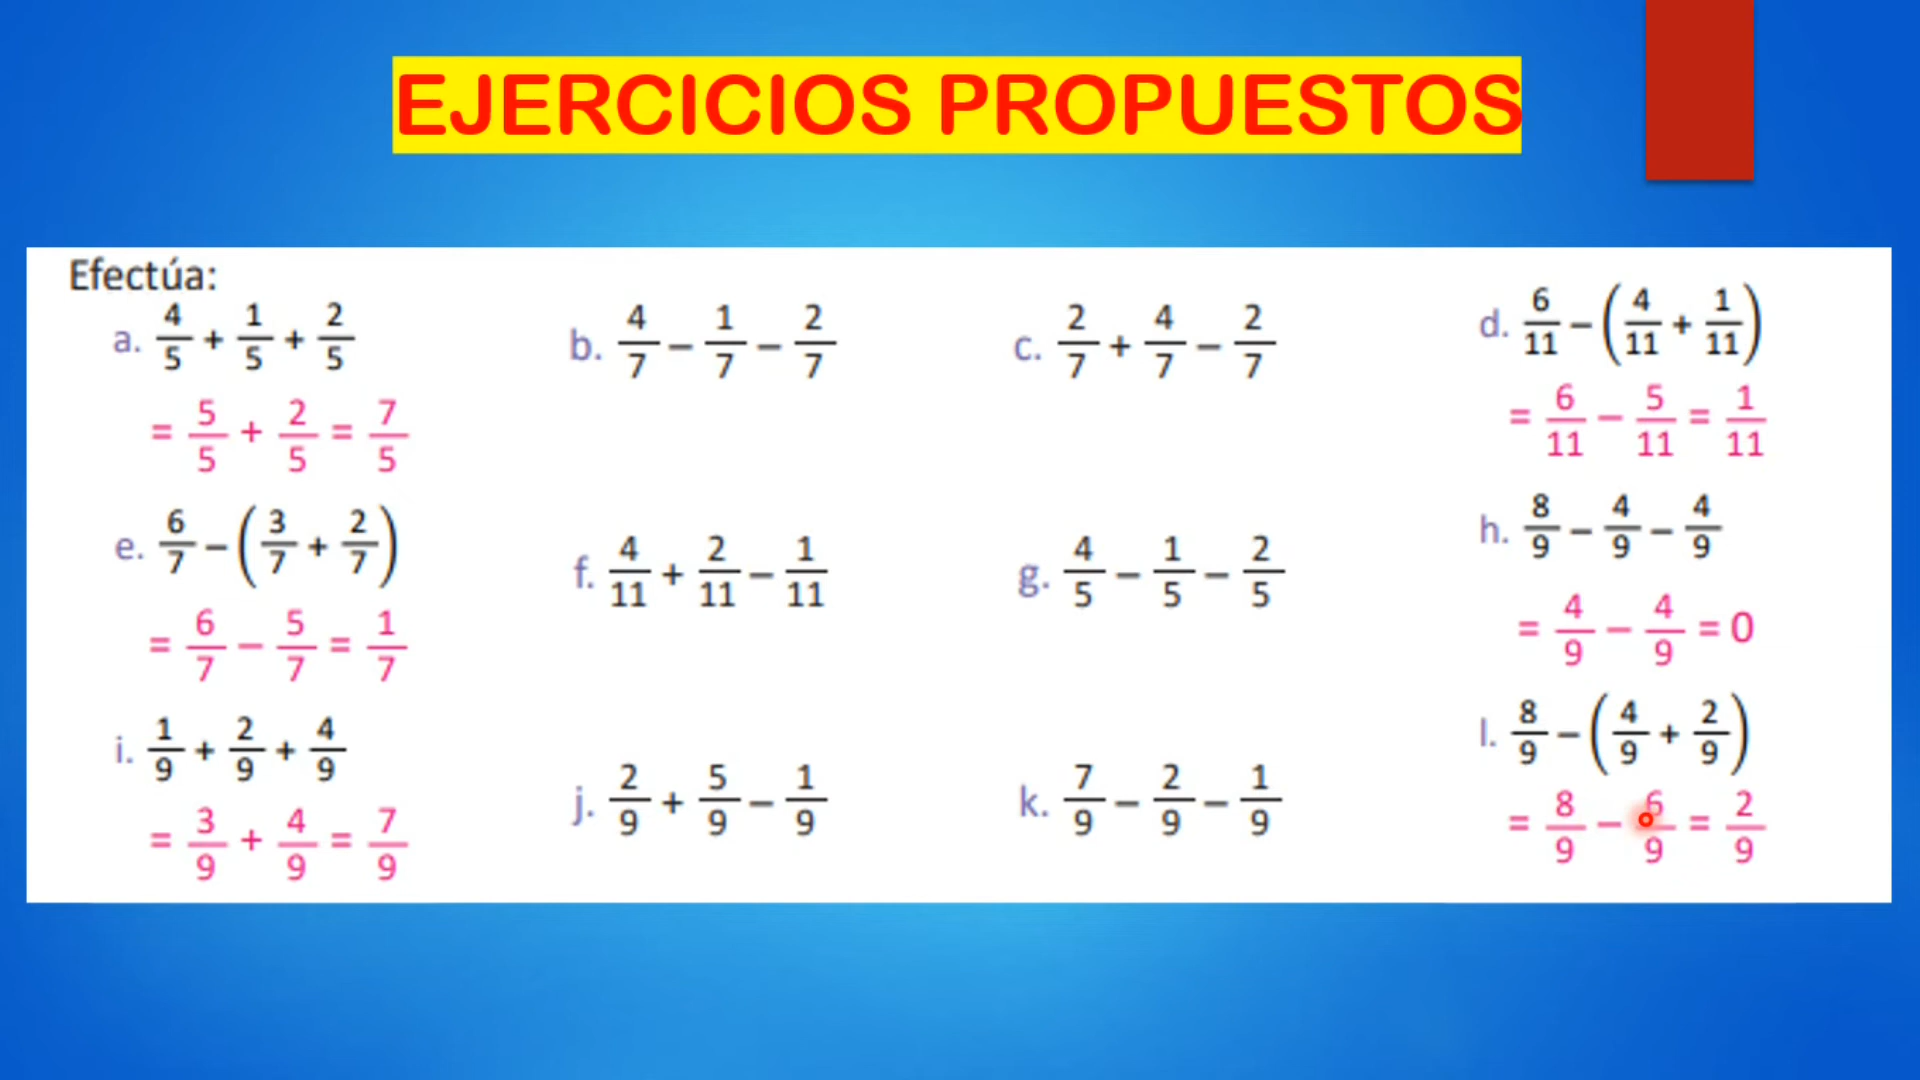 EJERCICIOS PROPUESTOS
Efectúa:
a. 4/5 + 1/5 + 2/5
= 5/5 + 2/5 = 7/5
b. 4/7 − 1/7 − 2/7
c. 2/7 + 4/7 − 2/7
d. 6/11 − (4/11 + 1/11)
= 6/11 − 5/11 = 1/11
e. 6/7 − (3/7 + 2/7)
= 6/7 − 5/7 = 1/7
f. 4/11 + 2/11 − 1/11
g. 4/5 − 1/5 − 2/5
h. 8/9 − 4/9 − 4/9
= 4/9 − 4/9 = 0
i. 1/9 + 2/9 + 4/9
= 3/9 + 4/9 = 7/9
j. 2/9 + 5/9 − 1/9
k. 7/9 − 2/9 − 1/9
l. 8/9 − (4/9 + 2/9)
= 8/9 − 6/9 = 2/9